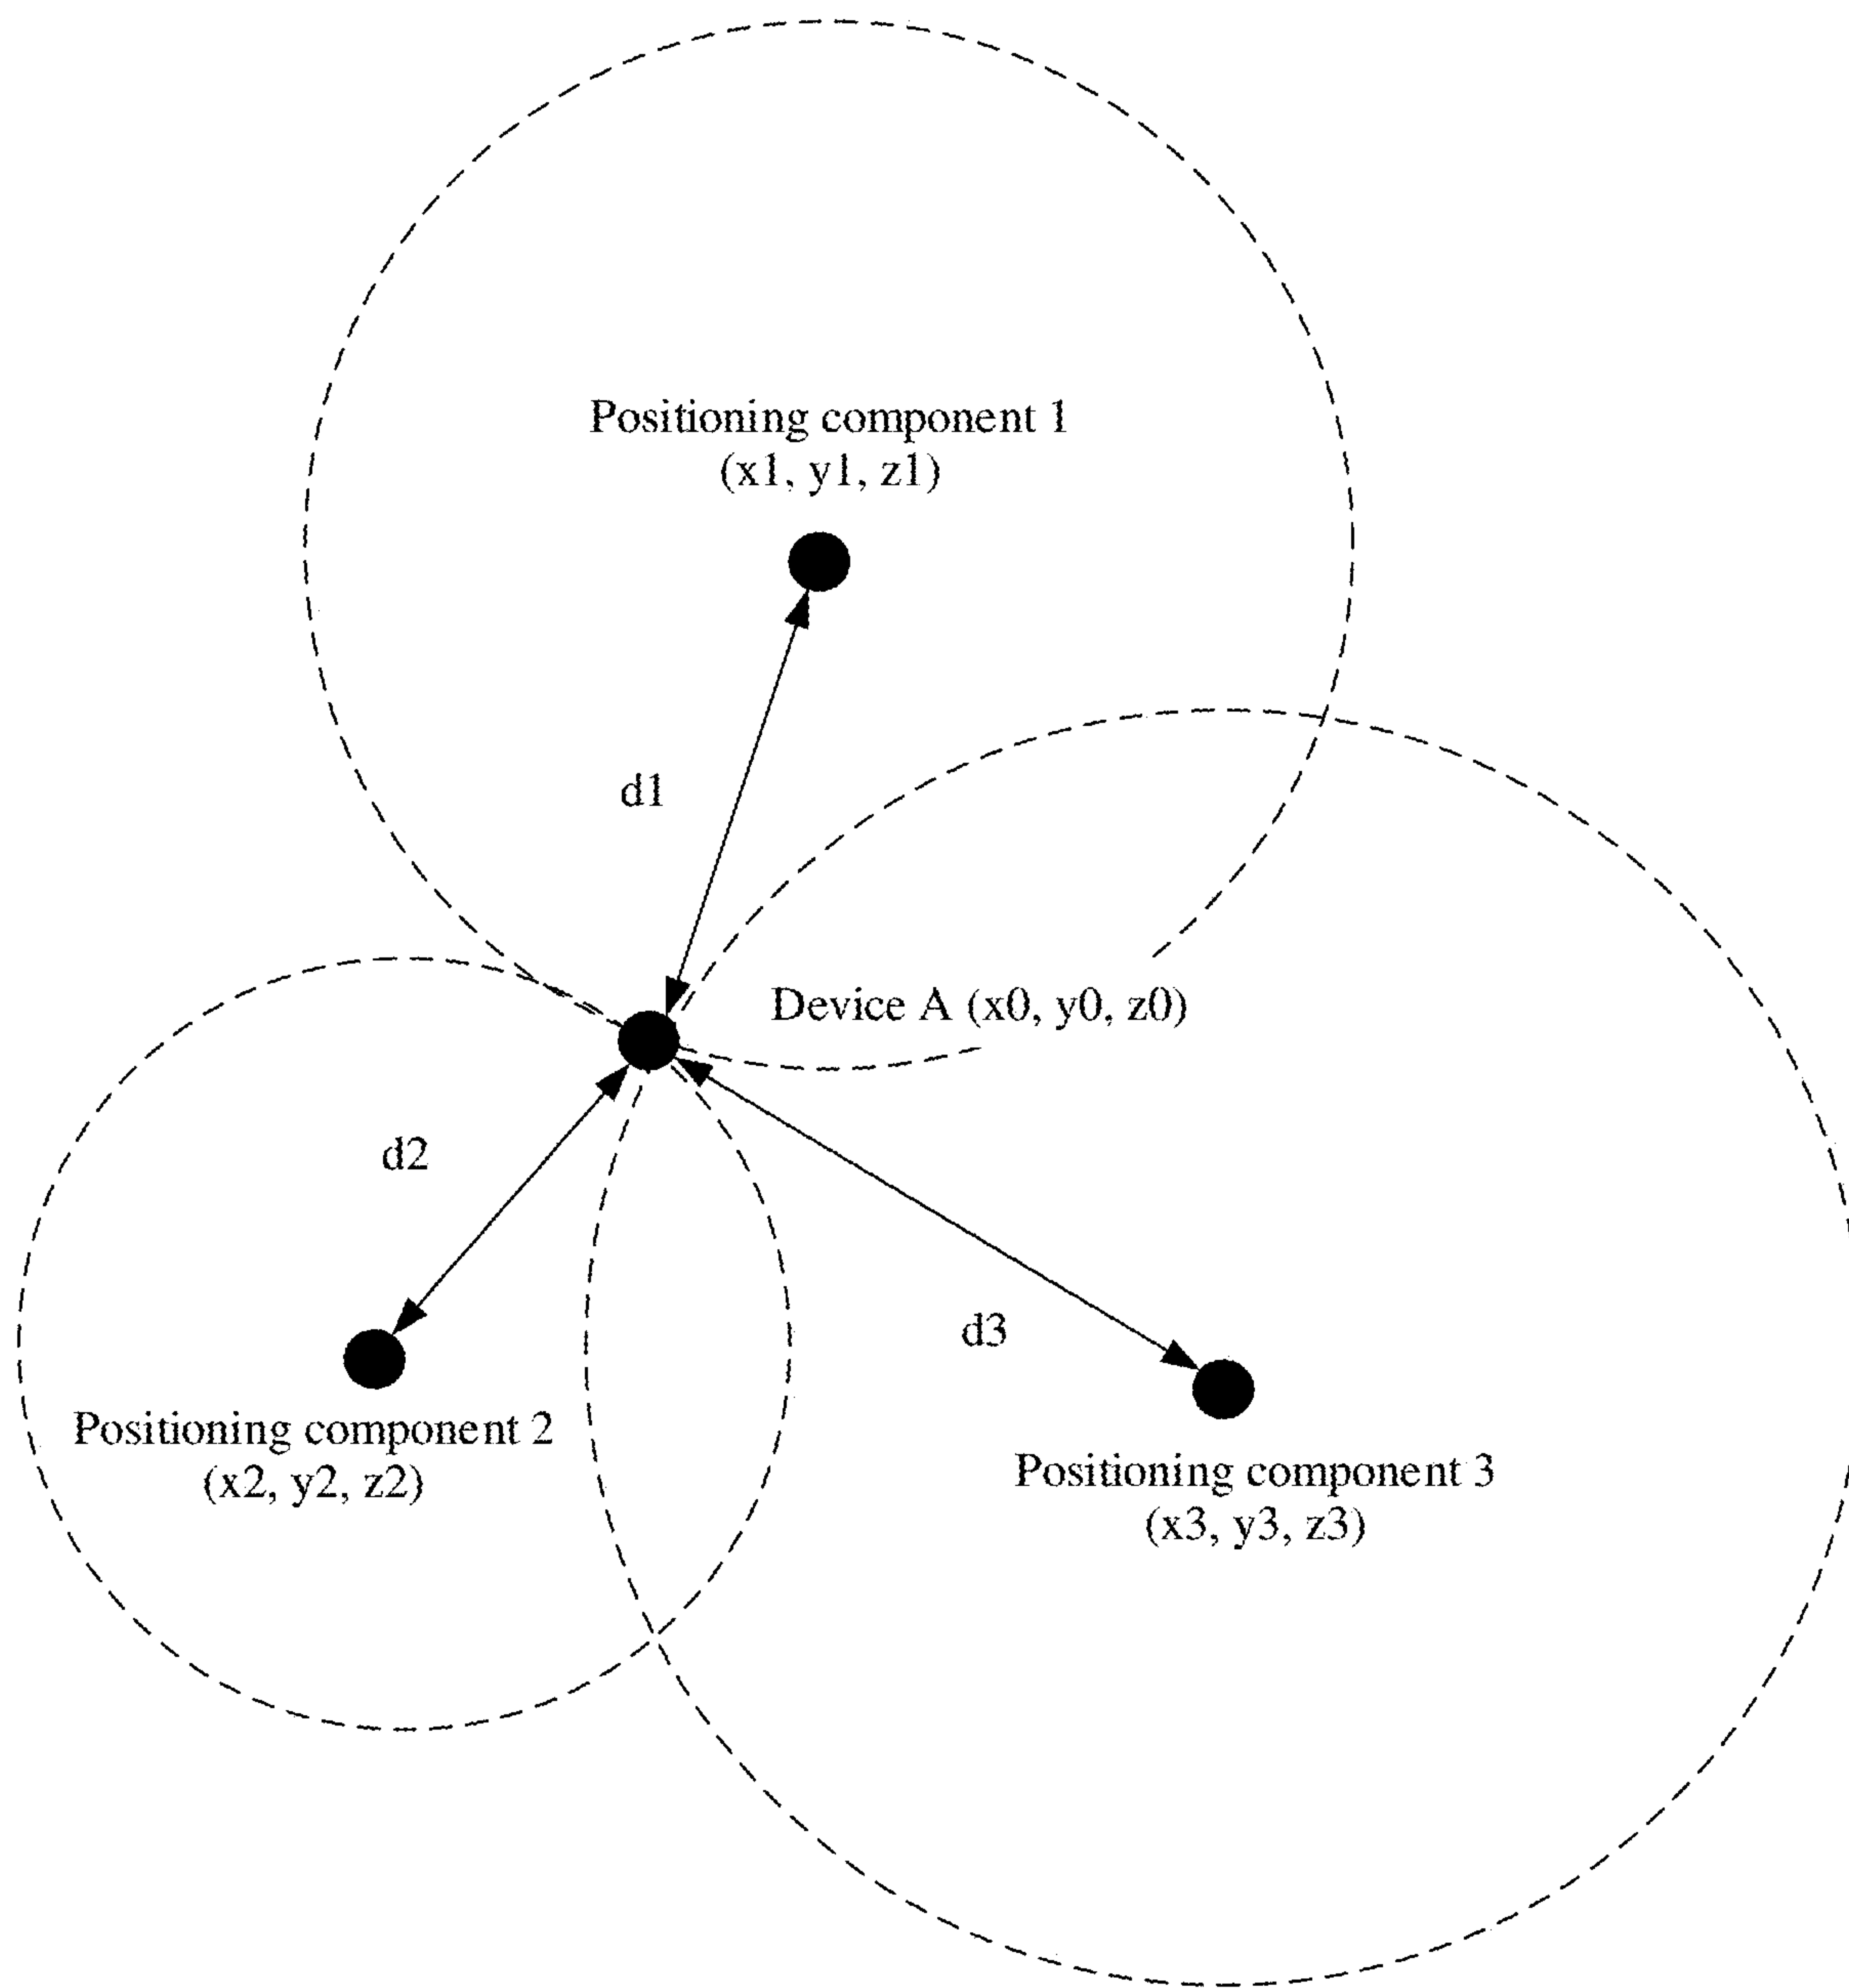 Positioning component 1
(x1, y1, z1)
d1
Device A (x0, y0, z0)
d2
d3
Positioning component 2
(x2, y2, z2)
Positioning component 3
(x3, y3, z3)